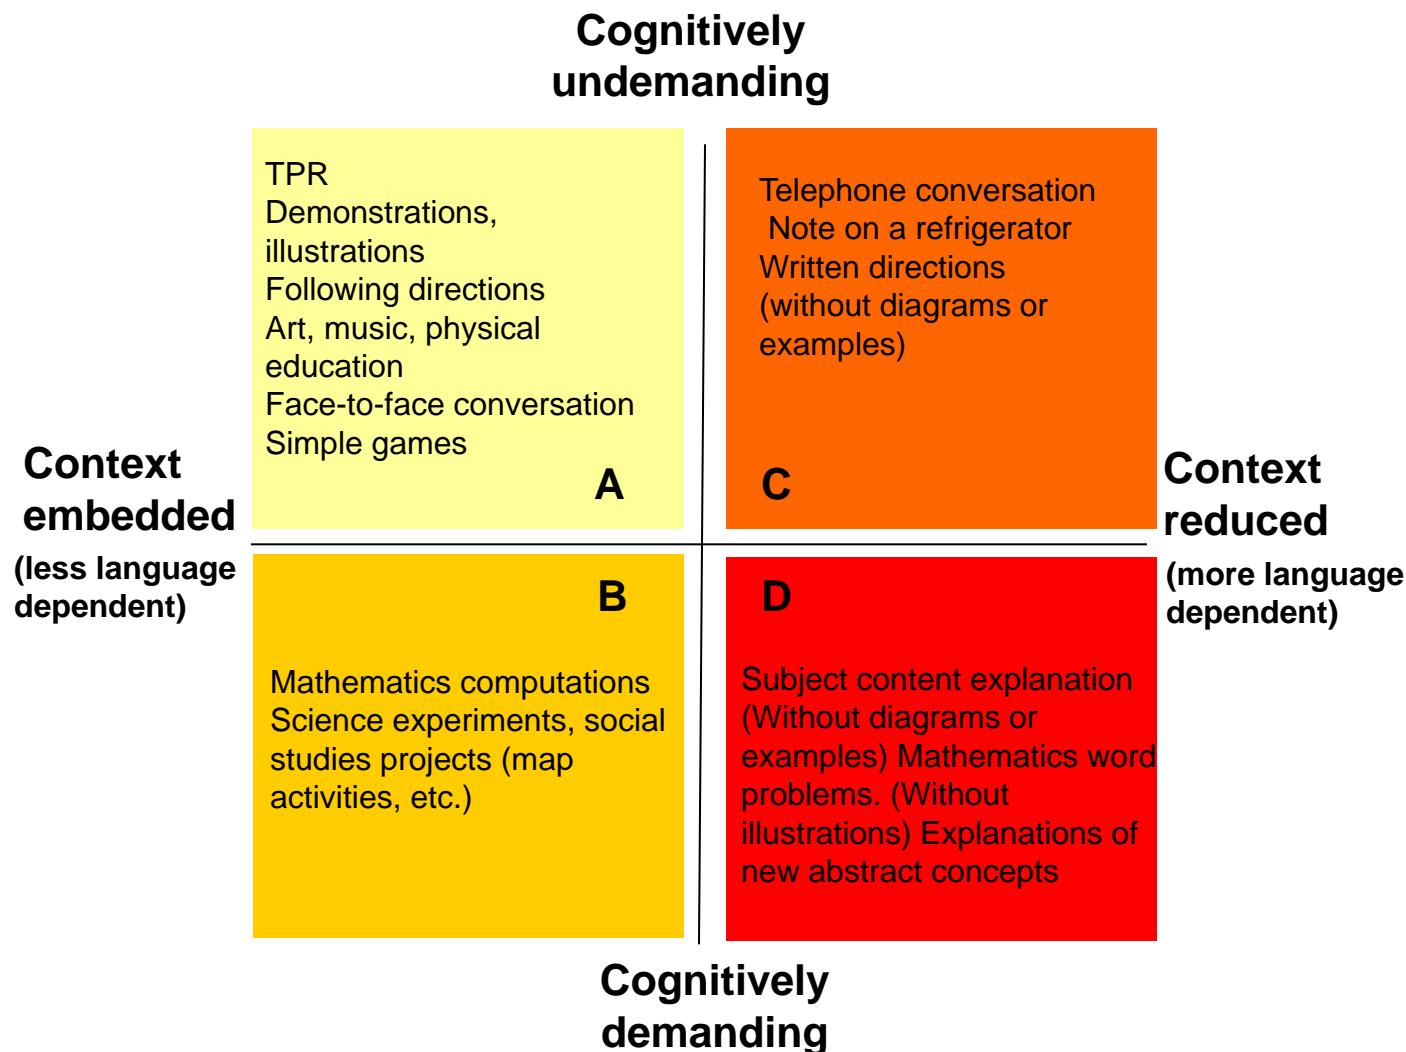 Cognitively
undemanding
TPR
Demonstrations,
illustrations
Following directions
Art, music, physical
education
Face-to-face conversation
Simple games
A
Telephone conversation
Note on a refrigerator
Written directions
(without diagrams or
examples)
C
Context
embedded
(less language
dependent)
Context
reduced
(more language
dependent)
B
Mathematics computations
Science experiments, social
studies projects (map
activities, etc.)
D
Subject content explanation
(Without diagrams or
examples) Mathematics word
problems. (Without
illustrations) Explanations of
new abstract concepts
Cognitively
demanding